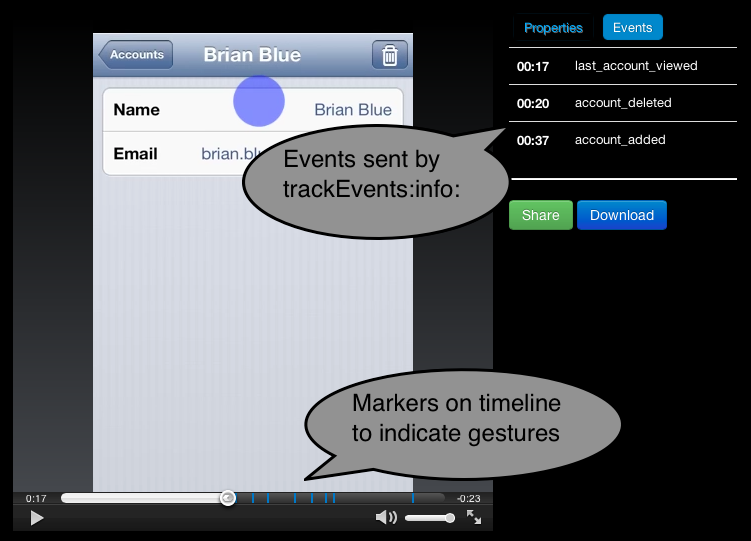 Accounts
Brian Blue
Name Brian Blue
Email brian.bl
Events sent by
trackEvents:info:
Markers on timeline
to indicate gestures
0:17
-0:23
Properties
Events
00:17 last_account_viewed
00:20 account_deleted
00:37 account_added
Share
Download